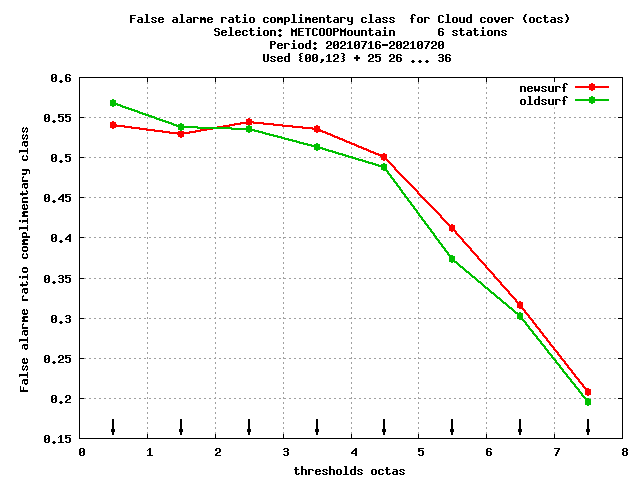 False alarme ratio complimentary class  for Cloud cover (octas)
Selection: METCOOPMountain      6 stations
Period: 20210716-20210720
Used {00,12} + 25 26 ... 36
newsurf
oldsurf
0.6
0.55
0.5
0.45
0.4
0.35
0.3
0.25
0.2
0.15
False alarme ratio complimentary class
0 1 2 3 4 5 6 7 8
thresholds octas